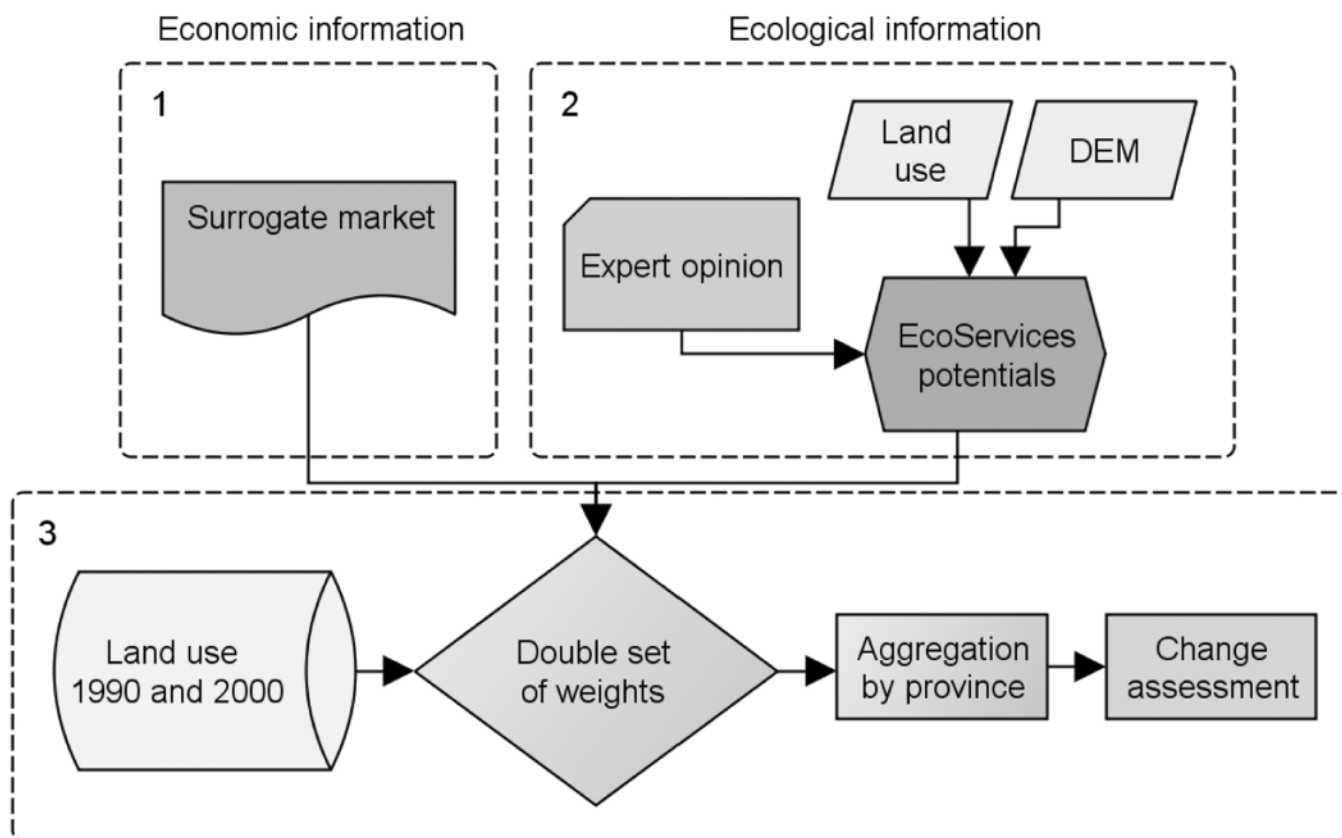 Economic information
Ecological information
1
2
Surrogate market
Expert opinion
Land
use
DEM
EcoServices
potentials
3
Land use
1990 and 2000
Double set
of weights
Aggregation
by province
Change
assessment